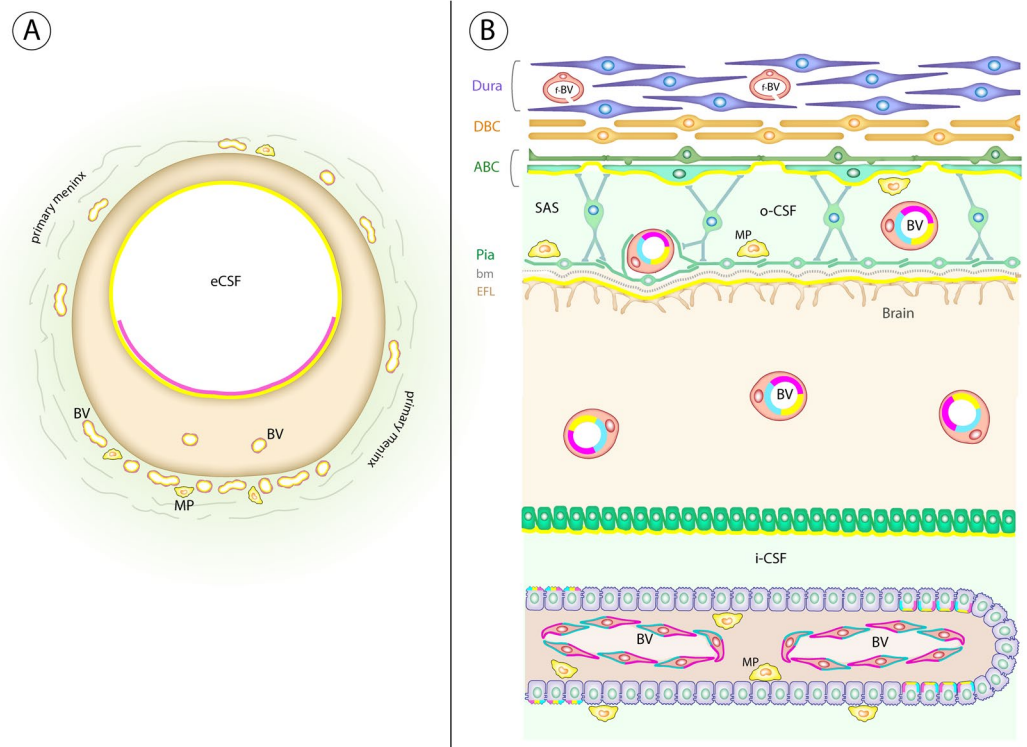 A
primary meninx
eCSF
primary meninx
BV
BV
MP
B
Dura
f-BV
f-BV
DBC
ABC
SAS
o-CSF
BV
MP
Pia
bm
EFL
Brain
BV
i-CSF
BV
BV
MP